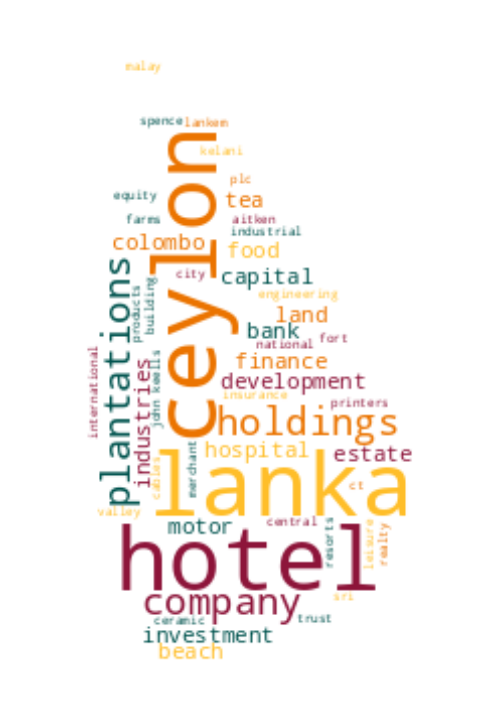 malay
spence
lankem
ceylon
kelani
plc
equity
tea
farms
aitken
industrial
colombo
food
plantations
city
capital
products
building
engineering
land
bank
fort
national
international
john keells
finance
industries
development
insurance
printers
holdings
merchant
hospital
estate
lanka
cables
ct
valley
motor
central
resorts
leisure
realty
hotel
company
sri
ceramic
trust
investment
beach